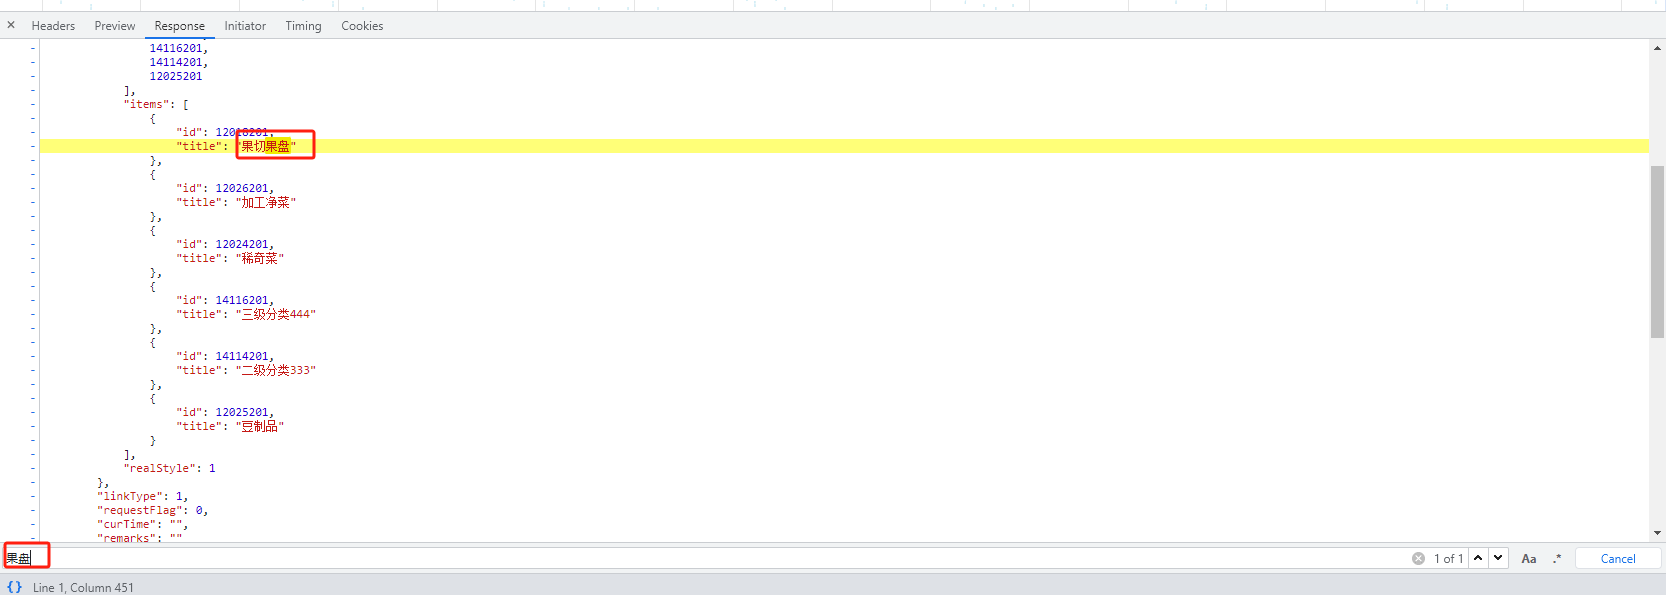 × Headers Preview Response Initiator Timing Cookies
14116201,
14114201,
12025201
],
"items": [
{
"id": 12018201,
"title": "果切果盘"
},
{
"id": 12026201,
"title": "加工净菜"
},
{
"id": 12024201,
"title": "稀奇菜"
},
{
"id": 14116201,
"title": "三级分类444"
},
{
"id": 14114201,
"title": "二级分类333"
},
{
"id": 12025201,
"title": "豆制品"
}
],
"realStyle": 1
},
"linkType": 1,
"requestFlag": 0,
"curTime": "",
"remarks": ""
果盘 1 of 1 Aa .* Cancel
{} Line 1, Column 451